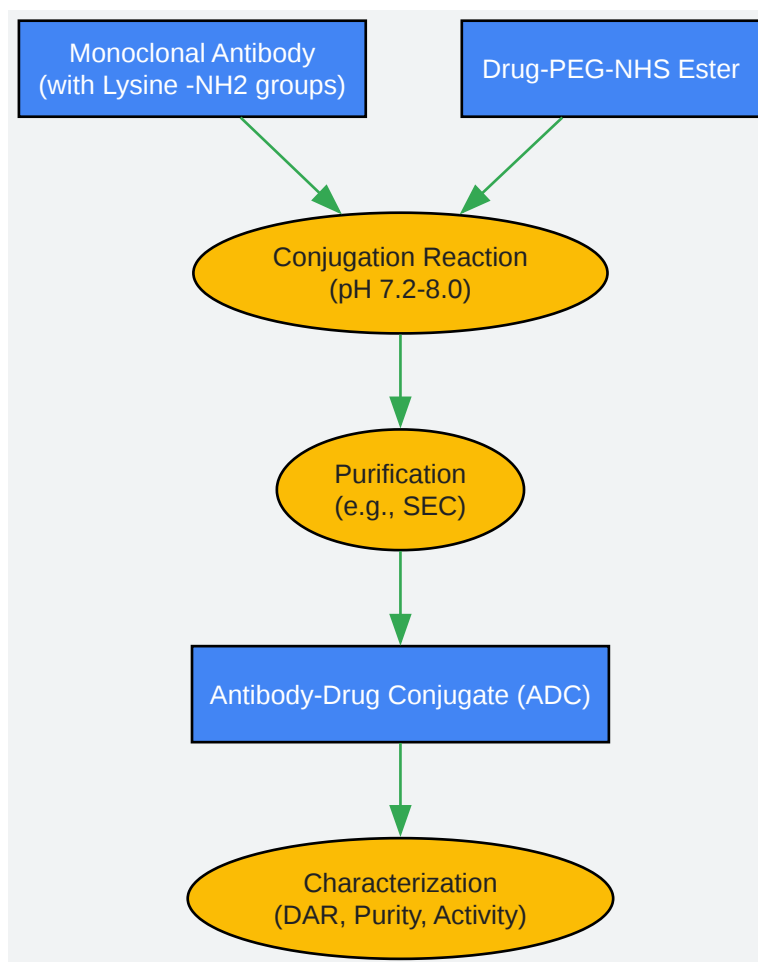 Monoclonal Antibody
(with Lysine -NH2 groups)
Drug-PEG-NHS Ester
Conjugation Reaction
(pH 7.2-8.0)
Purification
(e.g., SEC)
Antibody-Drug Conjugate (ADC)
Characterization
(DAR, Purity, Activity)